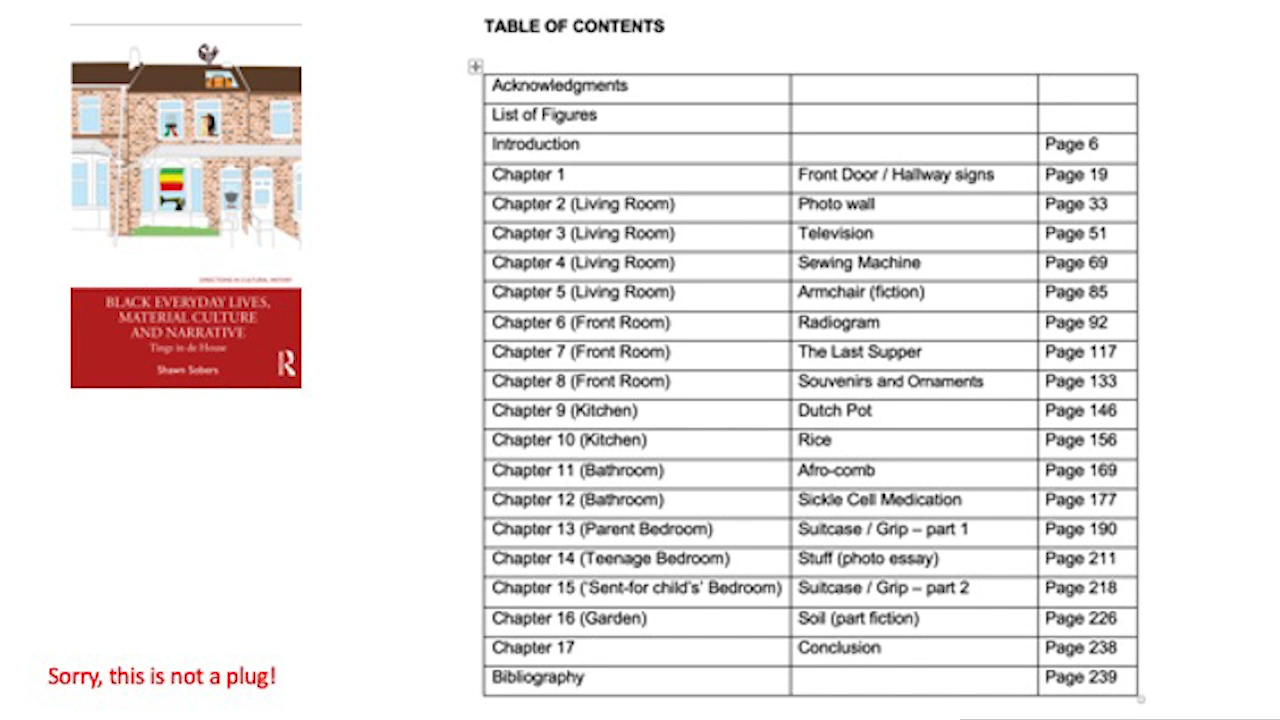 TABLE OF CONTENTS
Acknowledgments
List of Figures
Introduction Page 6
Chapter 1 Front Door / Hallway signs Page 19
Chapter 2 (Living Room) Photo wall Page 33
Chapter 3 (Living Room) Television Page 51
Chapter 4 (Living Room) Sewing Machine Page 69
Chapter 5 (Living Room) Armchair (fiction) Page 85
Chapter 6 (Front Room) Radiogram Page 92
Chapter 7 (Front Room) The Last Supper Page 117
Chapter 8 (Front Room) Souvenirs and Ornaments Page 133
Chapter 9 (Kitchen) Dutch Pot Page 146
Chapter 10 (Kitchen) Rice Page 156
Chapter 11 (Bathroom) Afro-comb Page 169
Chapter 12 (Bathroom) Sickle Cell Medication Page 177
Chapter 13 (Parent Bedroom) Suitcase / Grip – part 1 Page 190
Chapter 14 (Teenage Bedroom) Stuff (photo essay) Page 211
Chapter 15 (‘Sent-for child’s’ Bedroom) Suitcase / Grip – part 2 Page 218
Chapter 16 (Garden) Soil (part fiction) Page 226
Chapter 17 Conclusion Page 238
Bibliography Page 239
DIRECTIONS IN CULTURAL HISTORY
BLACK EVERYDAY LIVES,
MATERIAL CULTURE
AND NARRATIVE
Tings in de House
Shawn Sobers
R
Sorry, this is not a plug!